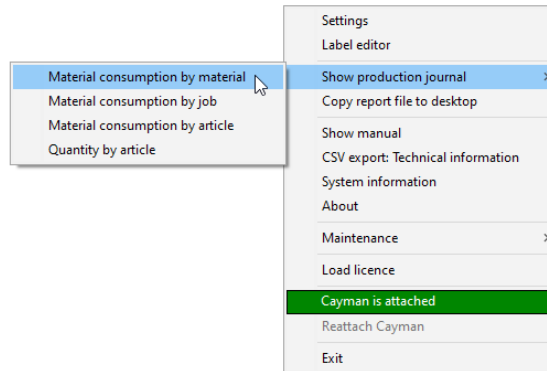 Settings
Label editor
Show production journal
Copy report file to desktop
Show manual
CSV export: Technical information
System information
About
Maintenance
Load licence
Cayman is attached
Reattach Cayman
Exit
Material consumption by material
Material consumption by job
Material consumption by article
Quantity by article